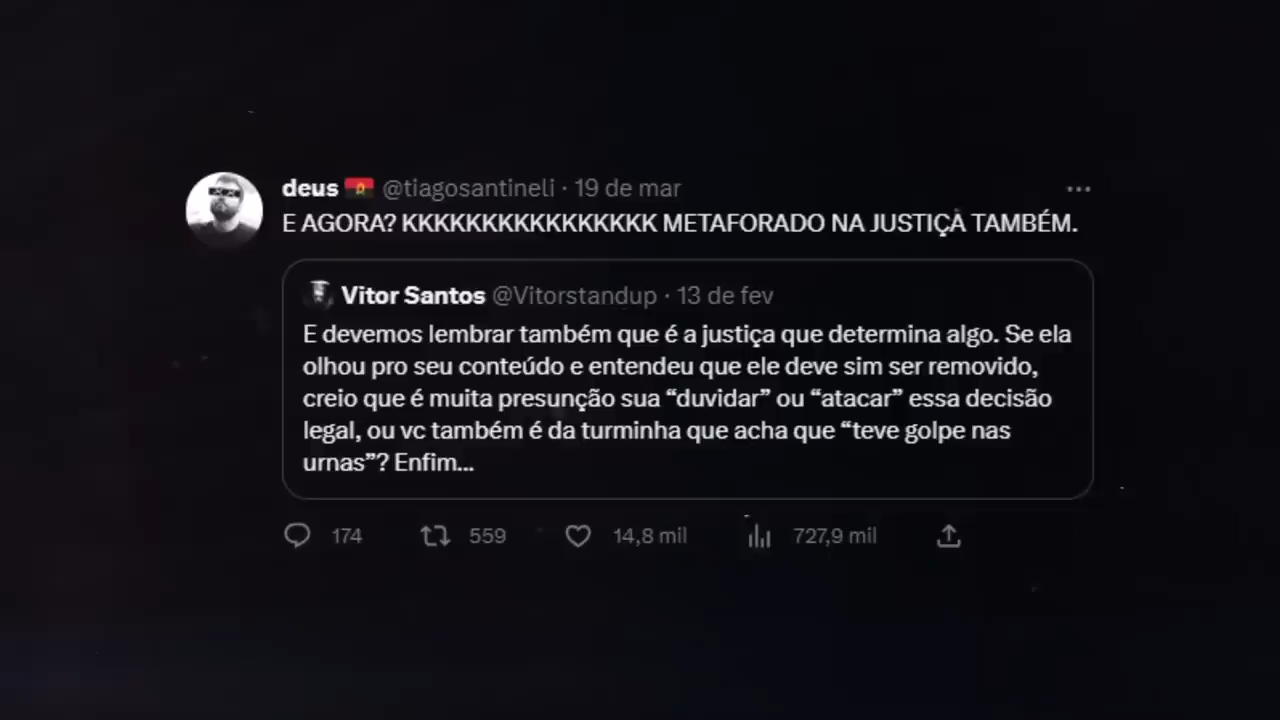 deus @tiagosantineli · 19 de mar
E AGORA? KKKKKKKKKKKKKKKK METAFORADO NA JUSTIÇA TAMBÉM.
Vitor Santos @Vitorstandup · 13 de fev
E devemos lembrar também que é a justiça que determina algo. Se ela
olhou pro seu conteúdo e entendeu que ele deve sim ser removido,
creio que é muita presunção sua “duvidar” ou “atacar” essa decisão
legal, ou vc também é da turminha que acha que “teve golpe nas
urnas”? Enfim...
174 559 14,8 mil 727,9 mil